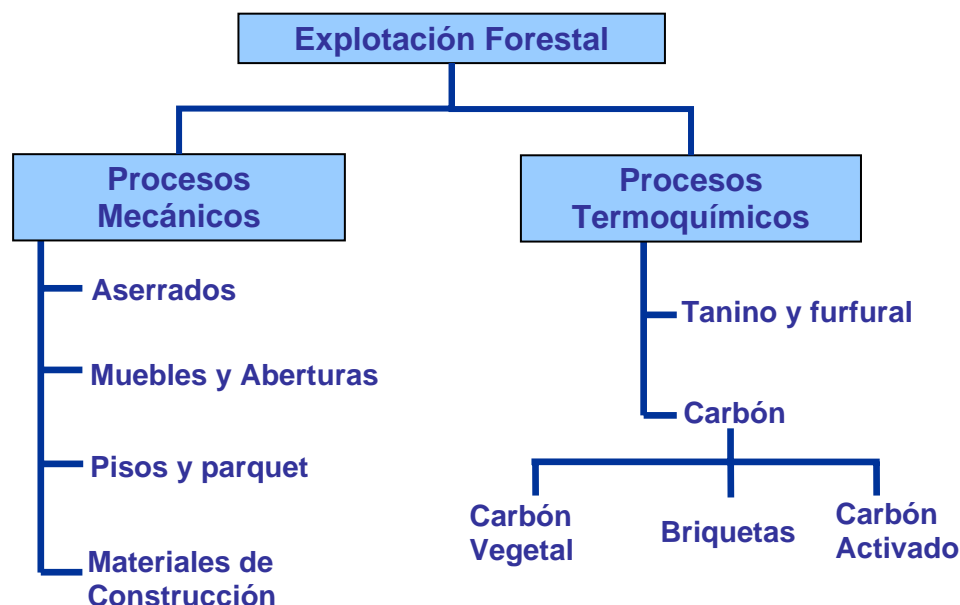 Explotación Forestal
Procesos
Mecánicos
Aserrados
Muebles y Aberturas
Pisos y parquet
Materiales de
Construcción
Procesos
Termoquímicos
Tanino y furfural
Carbón
Carbón
Vegetal
Briquetas
Carbón
Activado